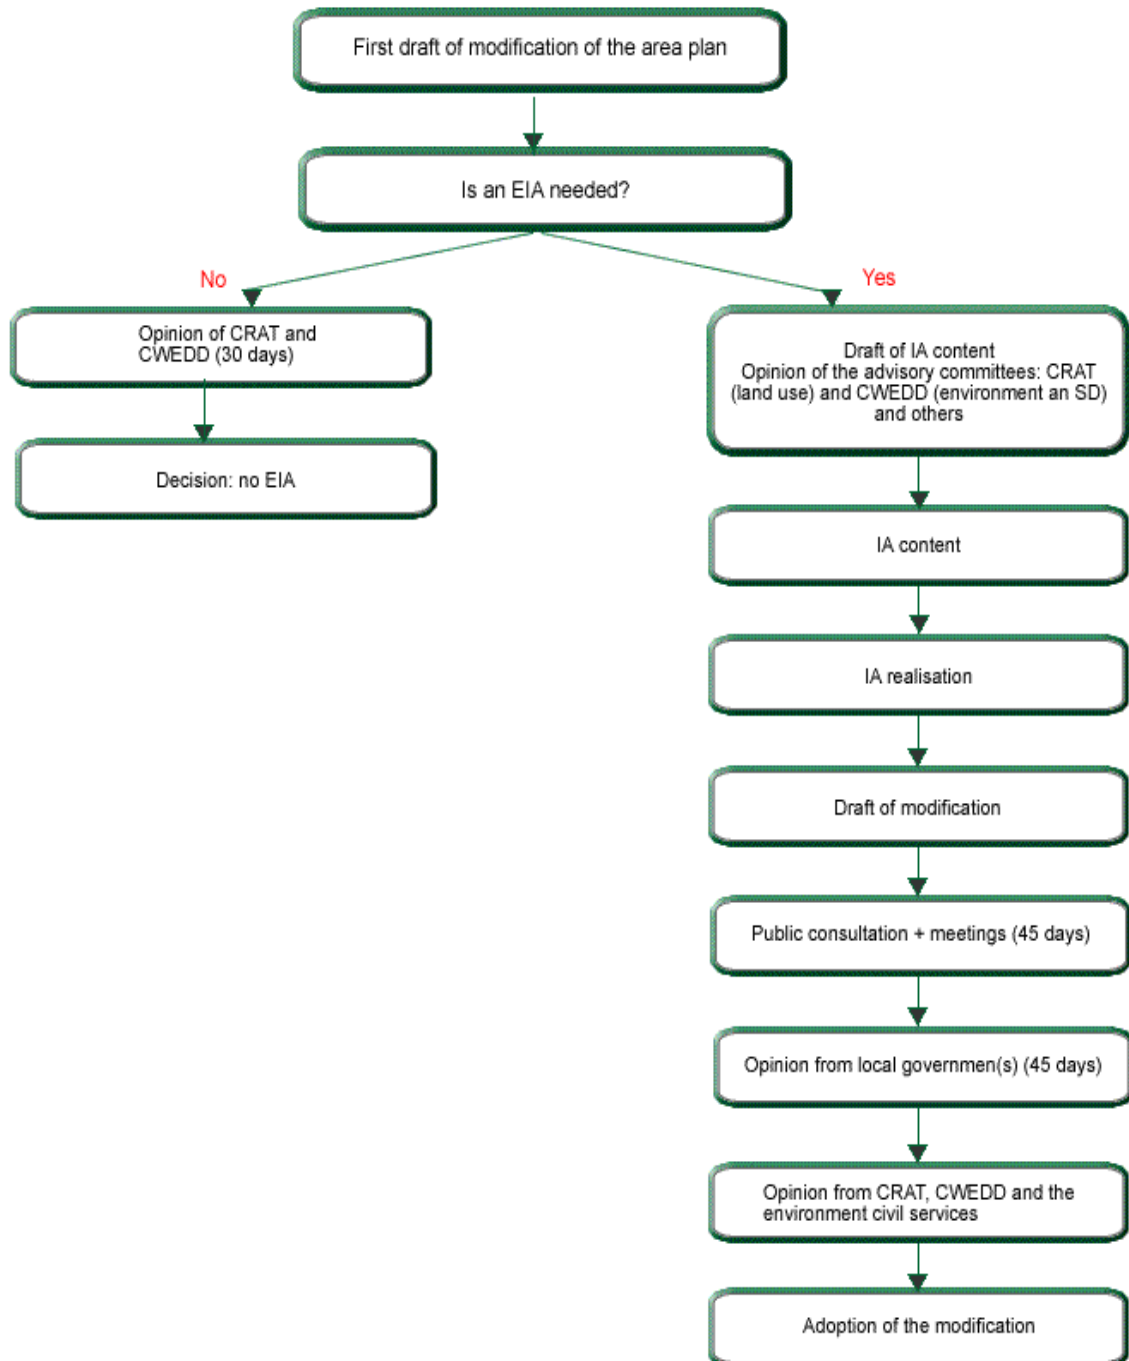 First draft of modification of the area plan
Is an EIA needed?
No
Yes
Opinion of CRAT and
CWEDD (30 days)
Decision: no EIA
Draft of IA content
Opinion of the advisory committees: CRAT
(land use) and CWEDD (environment an SD)
and others
IA content
IA realisation
Draft of modification
Public consultation + meetings (45 days)
Opinion from local governmen(s) (45 days)
Opinion from CRAT, CWEDD and the
environment civil services
Adoption of the modification